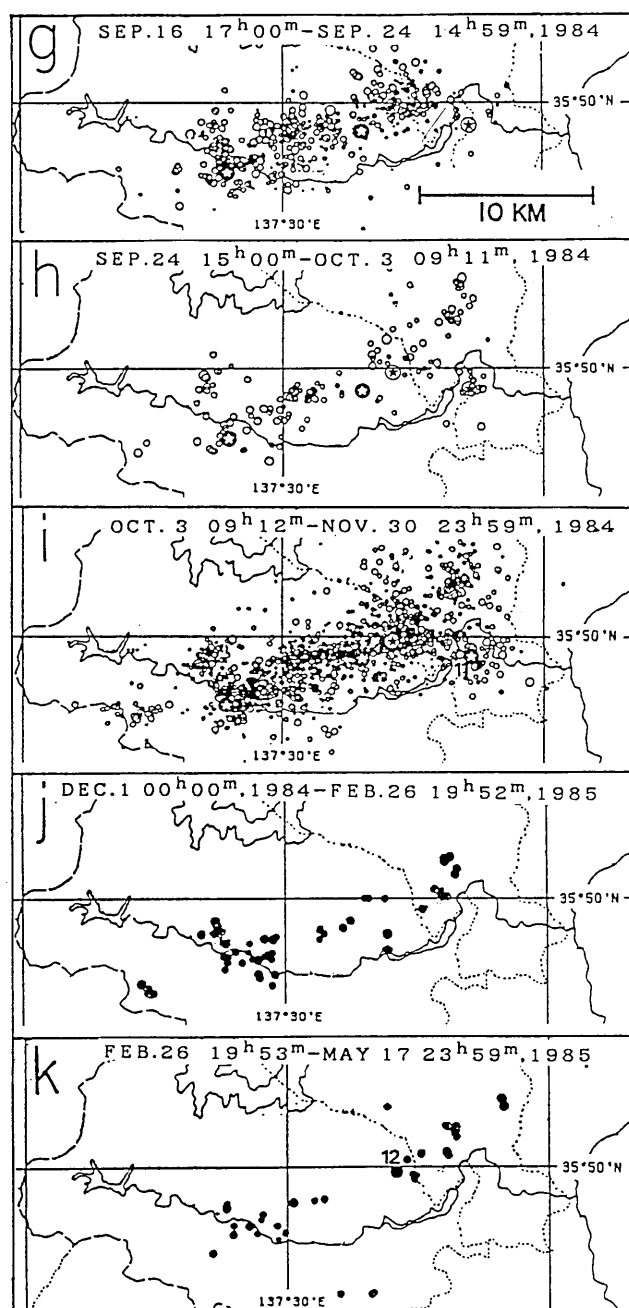 g
SEP.16 17ʰ00ᵐ–SEP.24 14ʰ59ᵐ,1984
35°50'N
10 KM
137°30'E
h
SEP.24 15ʰ00ᵐ–OCT.3 09ʰ11ᵐ,1984
35°50'N
137°30'E
i
OCT.3 09ʰ12ᵐ–NOV.30 23ʰ59ᵐ,1984
35°50'N
11
137°30'E
j
DEC.1 00ʰ00ᵐ,1984–FEB.26 19ʰ52ᵐ,1985
35°50'N
137°30'E
k
FEB.26 19ʰ53ᵐ–MAY 17 23ʰ59ᵐ,1985
12
35°50'N
137°30'E